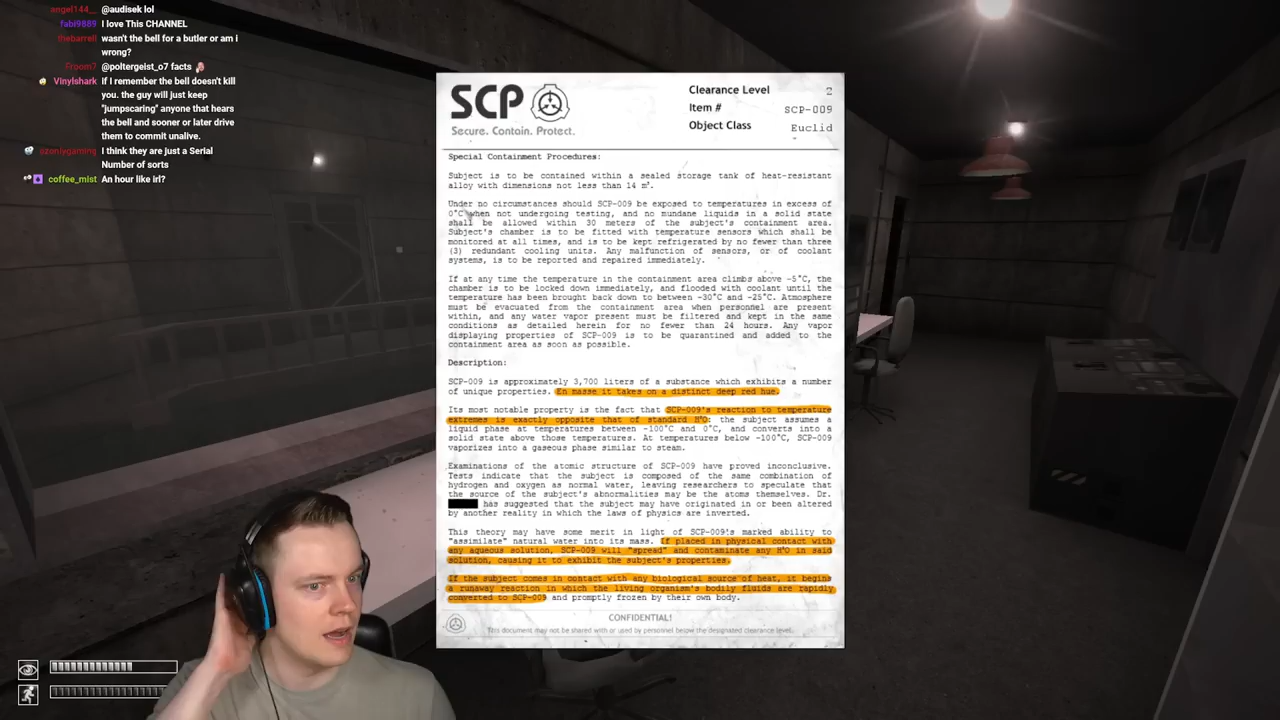 angel144__ @audisek lol
fabi9889 I love This CHANNEL
thebarrell wasn't the bell for a butler or am i
wrong?
Froom7 @poltergeist_o7 facts
Vinylshark if I remember the bell doesn't kill
you. the guy will just keep
"jumpscaring" anyone that hears
the bell and sooner or later drive
them to commit unalive.
I think they are just a Serial
Number of sorts
coffee_mist An hour like irl?
SCP
Secure. Contain. Protect.
Clearance Level 2
Item # SCP-009
Object Class Euclid
Special Containment Procedures:
Subject is to be contained within a sealed storage tank of heat-resistant
alloy with dimensions not less than 14 m³.
Under no circumstances should SCP-009 be exposed to temperatures in excess of
0°C when not undergoing testing, and no mundane liquids in a solid state
shall be allowed within 30 meters of the subject's containment area.
Subject's chamber is to be fitted with temperature sensors which shall be
monitored at all times, and is to be kept refrigerated by no fewer than three
(3) redundant cooling units. Any malfunction of sensors, or of coolant
systems, is to be reported and repaired immediately.
If at any time the temperature in the containment area climbs above -5°C, the
chamber is to be locked down immediately, and flooded with coolant until the
temperature has been brought back down to between -30°C and -25°C. Atmosphere
must be evacuated from the containment area when personnel are present
within, and any water vapor present must be filtered and kept in the same
conditions as detailed herein for no fewer than 24 hours. Any vapor
displaying properties of SCP-009 is to be quarantined and added to the
containment area as soon as possible.
Description:
SCP-009 is approximately 3,700 liters of a substance which exhibits a number
of unique properties. En masse it takes on a distinct deep red hue.
Its most notable property is the fact that SCP-009's reaction to temperature
extremes is exactly opposite that of standard H²O: the subject assumes a
liquid phase at temperatures between -100°C and 0°C, and converts into a
solid state above those temperatures. At temperatures below -100°C, SCP-009
vaporizes into a gaseous phase similar to steam.
Examinations of the atomic structure of SCP-009 have proved inconclusive.
Tests indicate that the subject is composed of the same combination of
hydrogen and oxygen as normal water, leaving researchers to speculate that
the source of the subject's abnormalities may be the atoms themselves. Dr.
has suggested that the subject may have originated in or been altered
by another reality in which the laws of physics are inverted.
This theory may have some merit in light of SCP-009's marked ability to
"assimilate" natural water into its mass. If placed in physical contact with
any aqueous solution, SCP-009 will "spread" and contaminate any H²O in said
solution, causing it to exhibit the subject's properties.
If the subject comes in contact with any biological source of heat, it begins
a runaway reaction in which the living organism's bodily fluids are rapidly
converted to SCP-009 and promptly frozen by their own body.
CONFIDENTIAL!
This document may not be shared with or used by personnel below the designated clearance level.